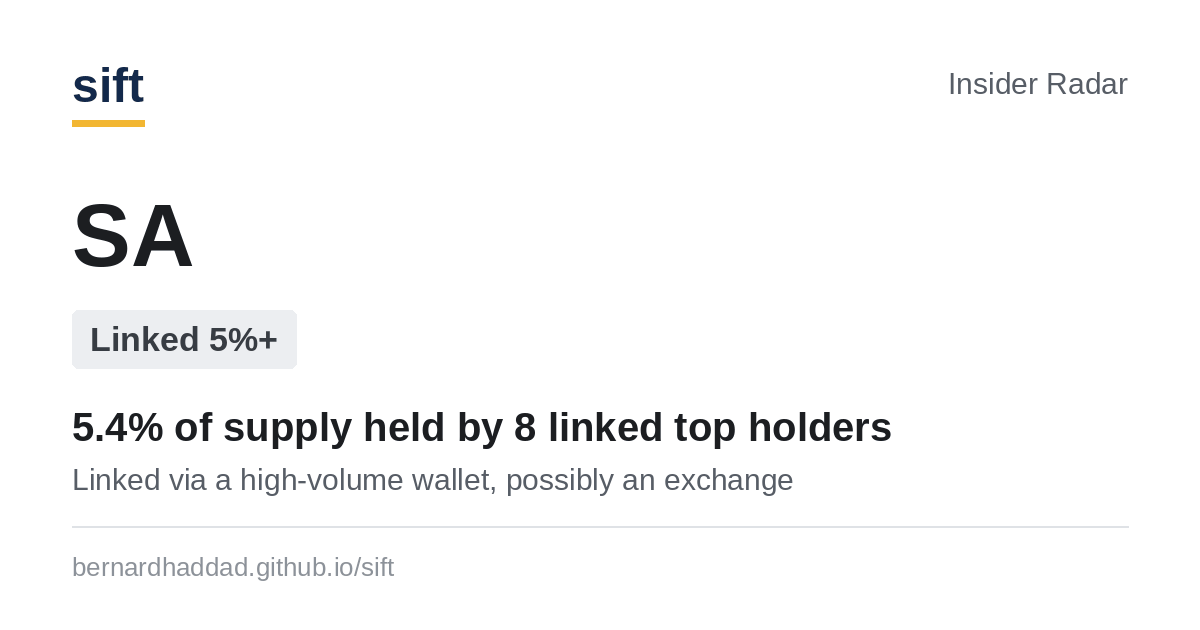 sift
Insider Radar
SA
Linked 5%+
5.4% of supply held by 8 linked top holders
Linked via a high-volume wallet, possibly an exchange
bernardhaddad.github.io/sift